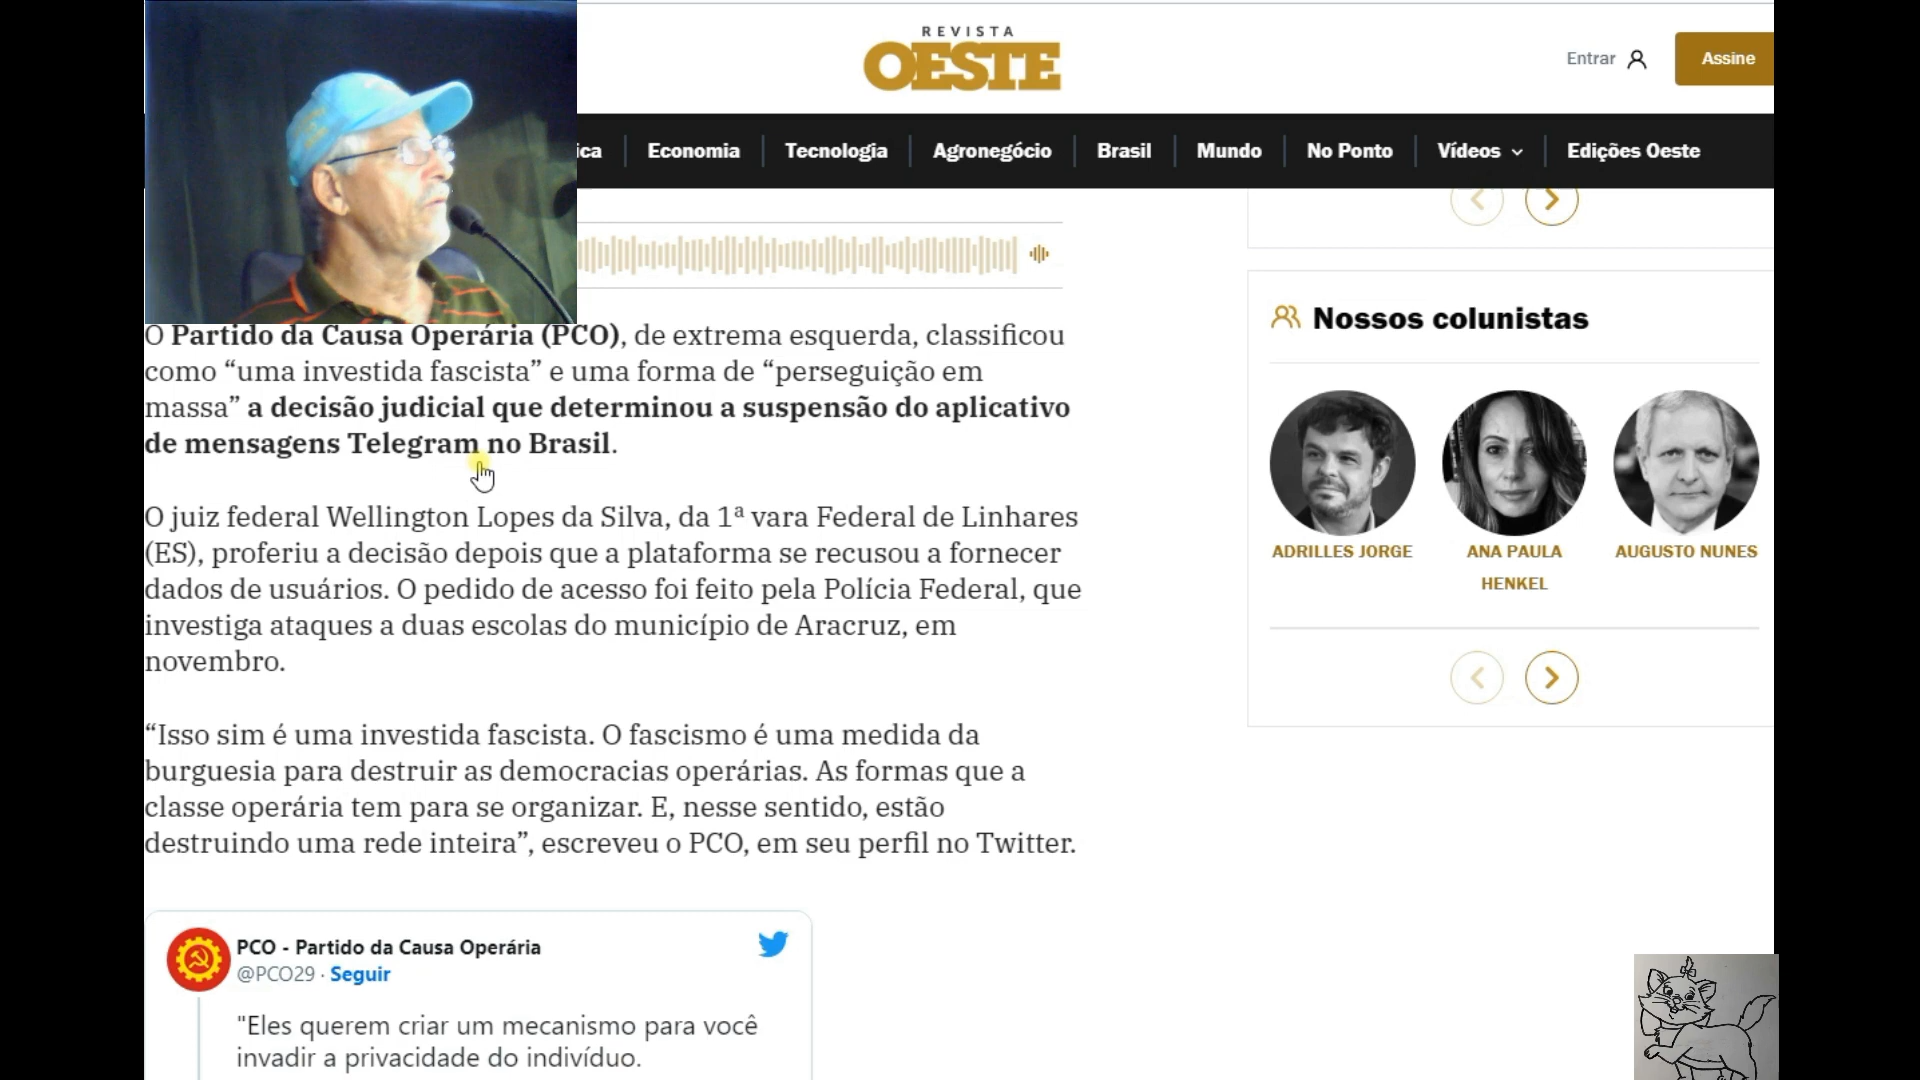 REVISTA
OESTE
Entrar
Assine
ica
Economia
Tecnologia
Agronegócio
Brasil
Mundo
No Ponto
Vídeos
Edições Oeste
O Partido da Causa Operária (PCO), de extrema esquerda, classificou
como “uma investida fascista” e uma forma de “perseguição em
massa” a decisão judicial que determinou a suspensão do aplicativo
de mensagens Telegram no Brasil.
O juiz federal Wellington Lopes da Silva, da 1ª vara Federal de Linhares
(ES), proferiu a decisão depois que a plataforma se recusou a fornecer
dados de usuários. O pedido de acesso foi feito pela Polícia Federal, que
investiga ataques a duas escolas do município de Aracruz, em
novembro.
“Isso sim é uma investida fascista. O fascismo é uma medida da
burguesia para destruir as democracias operárias. As formas que a
classe operária tem para se organizar. E, nesse sentido, estão
destruindo uma rede inteira”, escreveu o PCO, em seu perfil no Twitter.
PCO - Partido da Causa Operária
@PCO29 · Seguir
"Eles querem criar um mecanismo para você
invadir a privacidade do indivíduo.
Nossos colunistas
ADRILLES JORGE
ANA PAULA
HENKEL
AUGUSTO NUNES